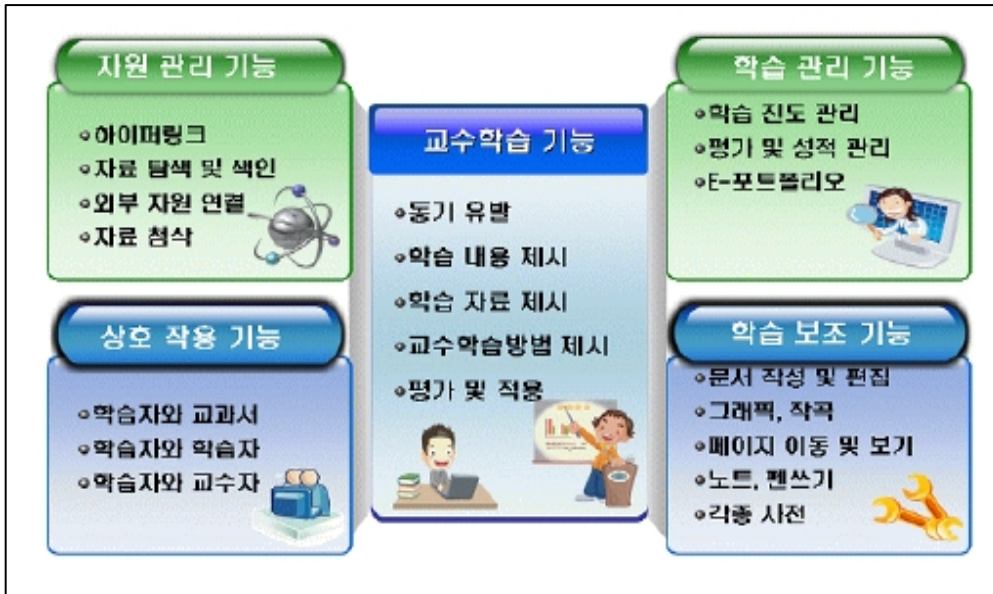 자원 관리 기능
하이퍼링크
자료 탐색 및 색인
외부 자원 연결
자료 첨삭
상호 작용 기능
학습자와 교과서
학습자와 학습자
학습자와 교수자
교수학습 기능
동기 유발
학습 내용 제시
학습 자료 제시
교수학습방법 제시
평가 및 적용
학습 관리 기능
학습 진도 관리
평가 및 성적 관리
E-포트폴리오
학습 보조 기능
문서 작성 및 편집
그래픽, 작곡
페이지 이동 및 보기
노트, 펜쓰기
각종 사전